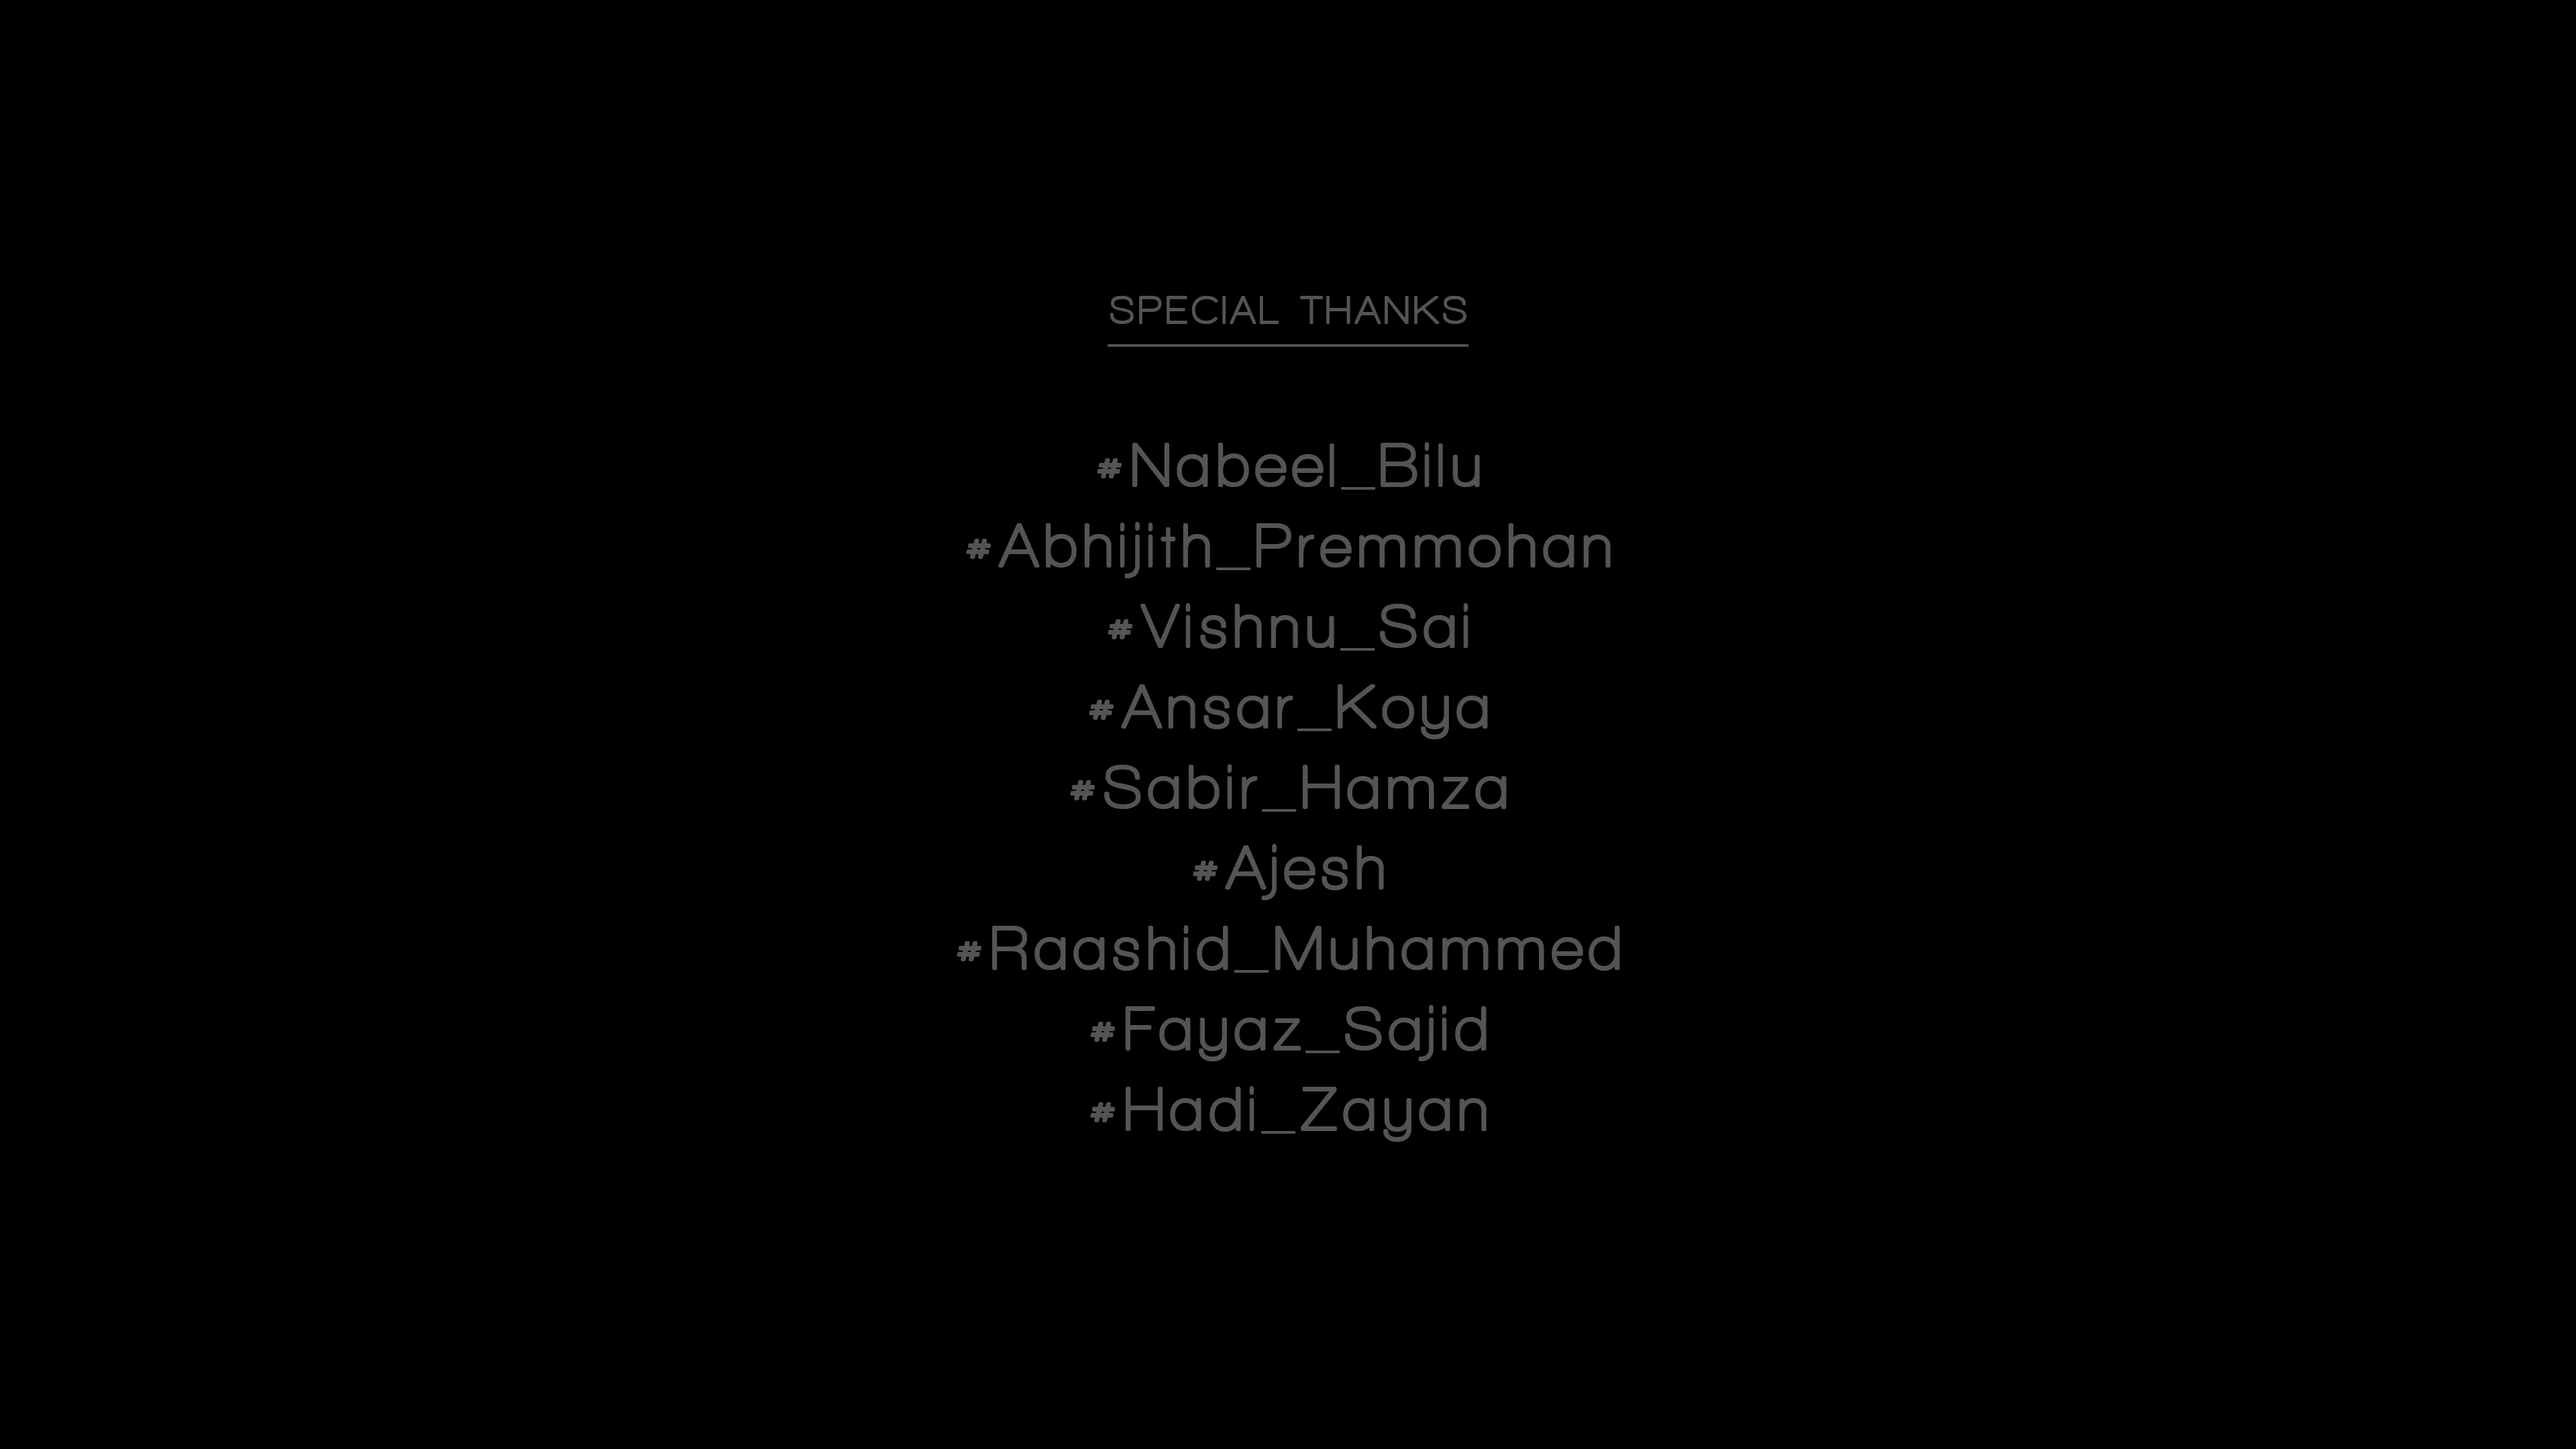 SPECIAL THANKS
#Nabeel_Bilu
#Abhijith_Premmohan
#Vishnu_Sai
#Ansar_Koya
#Sabir_Hamza
#Ajesh
#Raashid_Muhammed
#Fayaz_Sajid
#Hadi_Zayan